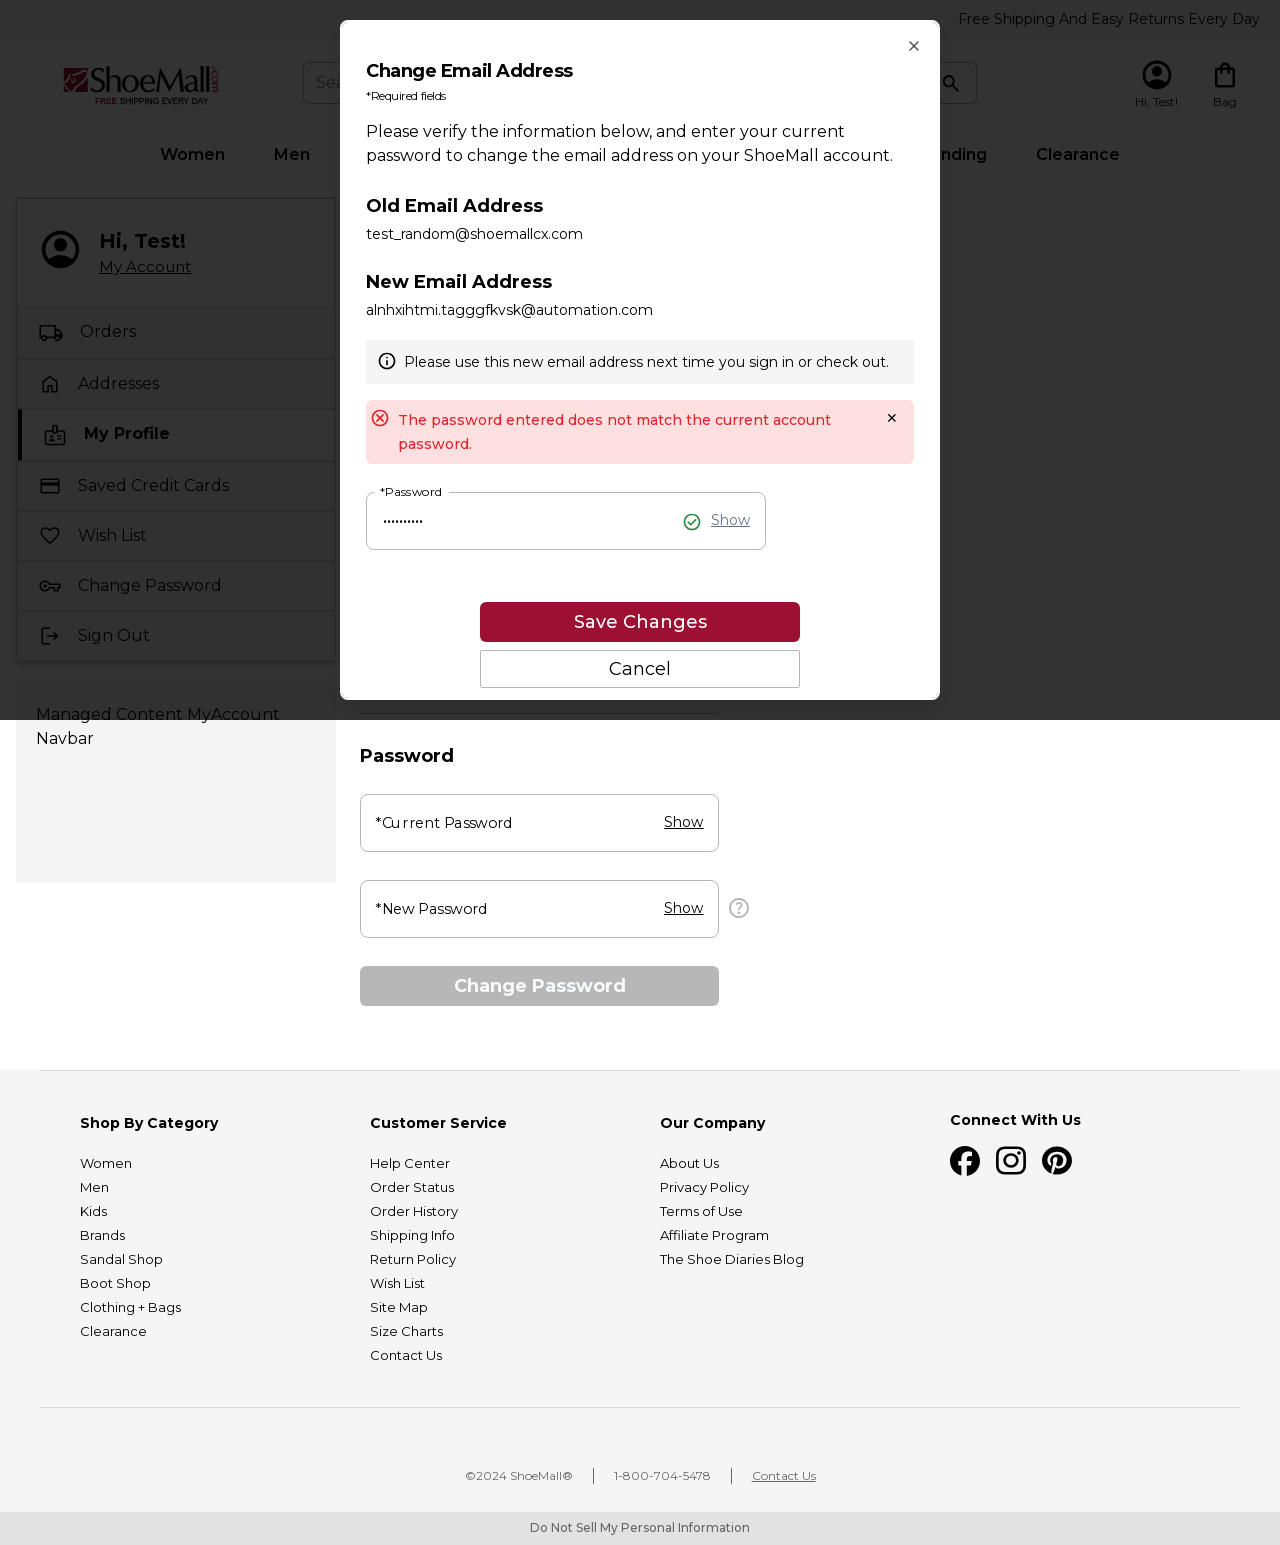 Free Shipping And Easy Returns Every Day
ShoeMall
.com
FREE SHIPPING EVERY DAY
Hi, Test!
Bag
Women
Men
Clearance
Hi, Test!
My Account
Orders
Addresses
My Profile
Saved Credit Cards
Wish List
Change Password
Sign Out
Managed Content MyAccount
Navbar
Change Email Address
*Required fields
Please verify the information below, and enter your current
password to change the email address on your ShoeMall account.
Old Email Address
test_random@shoemallcx.com
New Email Address
alnhxihtmi.tagggfkvsk@automation.com
Please use this new email address next time you sign in or check out.
The password entered does not match the current account
password.
*Password
••••••••••
Show
Save Changes
Cancel
Password
*Current Password
Show
*New Password
Show
Change Password
Shop By Category
Women
Men
Kids
Brands
Sandal Shop
Boot Shop
Clothing + Bags
Clearance
Customer Service
Help Center
Order Status
Order History
Shipping Info
Return Policy
Wish List
Site Map
Size Charts
Contact Us
Our Company
About Us
Privacy Policy
Terms of Use
Affiliate Program
The Shoe Diaries Blog
Connect With Us
©2024 ShoeMall®
1-800-704-5478
Contact Us
Do Not Sell My Personal Information